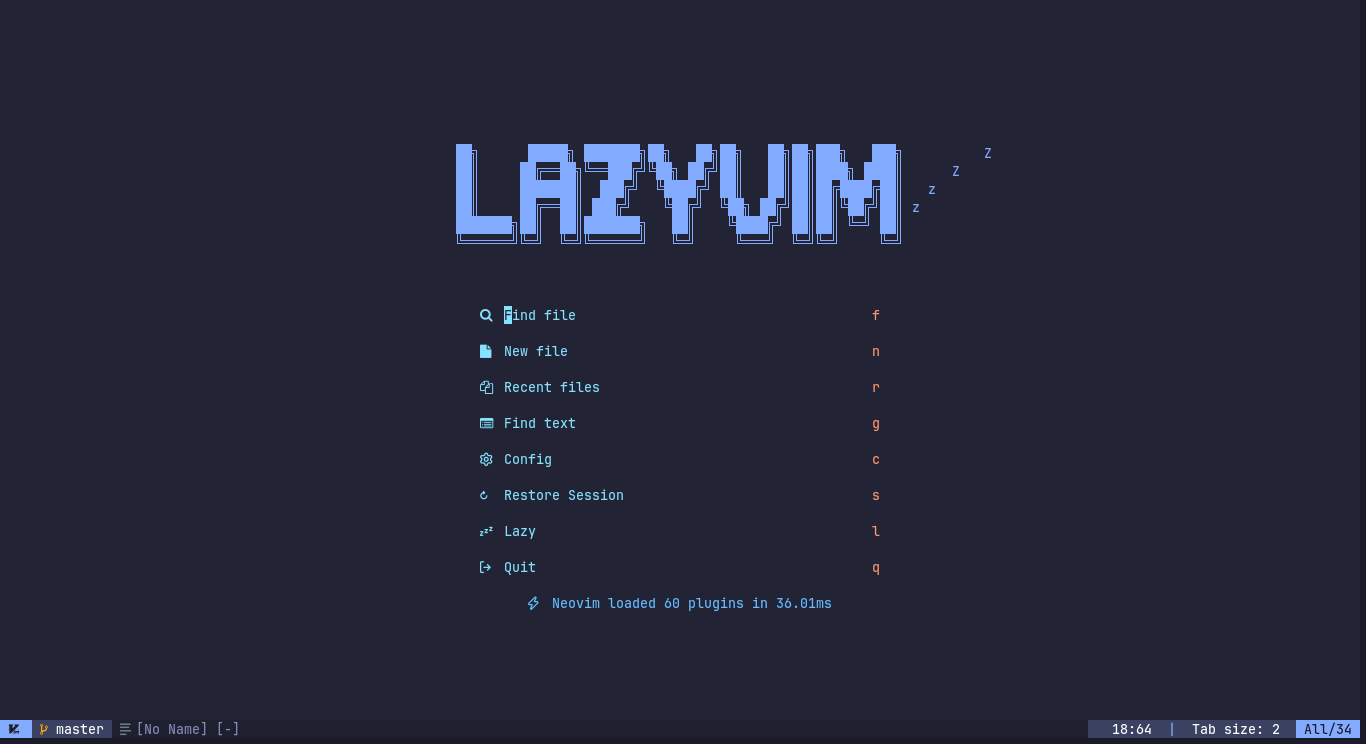 LAZYVIM
Z
Z
z
z
Find file f
New file n
Recent files r
Find text g
Config c
Restore Session s
zzz Lazy l
Quit q
Neovim loaded 60 plugins in 36.01ms
master [No Name] [-] 18:64 | Tab size: 2 All/34